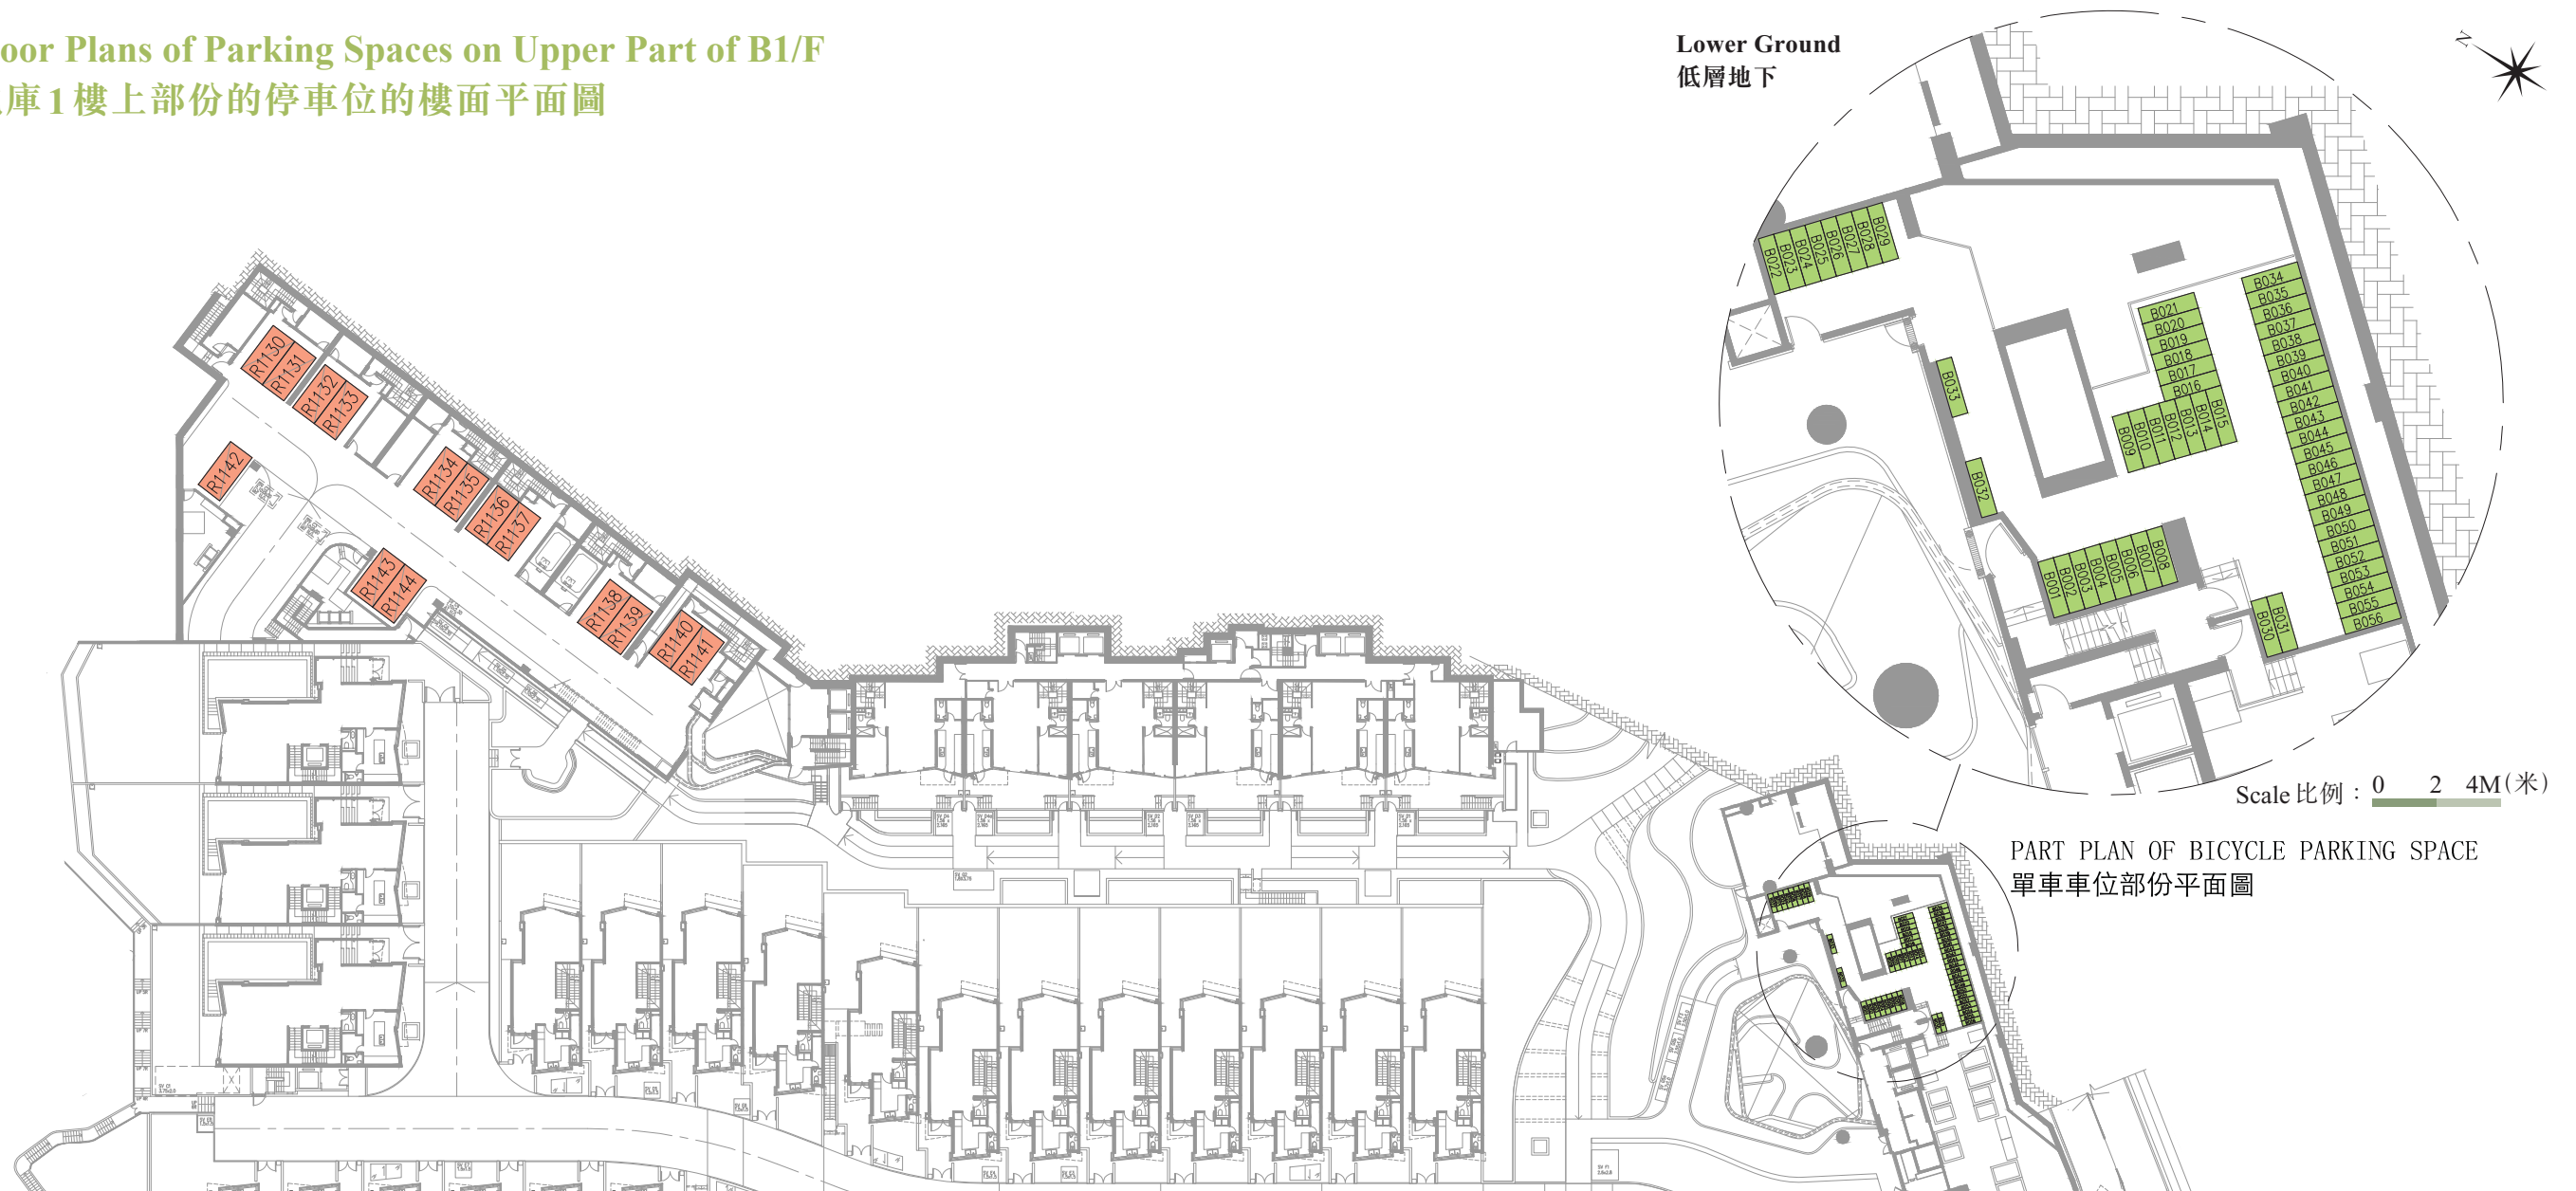 oor Plans of Parking Spaces on Upper Part of B1/F
庫1樓上部份的停車位的樓面平面圖
Lower Ground
低層地下
N
B022
B023
B024
B025
B026
B027
B028
B029
B033
B032
B021
B020
B019
B018
B017
B016
B009
B010
B011
B012
B013
B014
B015
B034
B035
B036
B037
B038
B039
B040
B041
B042
B043
B044
B045
B046
B047
B048
B049
B050
B051
B052
B053
B054
B055
B056
B001
B002
B003
B004
B005
B006
B007
B008
B030
B031
R1130
R1131
R1132
R1133
R1142
R1134
R1135
R1136
R1137
R1143
R1144
R1138
R1139
R1140
R1141
Scale 比例 : 0 2 4M(米)
PART PLAN OF BICYCLE PARKING SPACE
單車車位部份平面圖